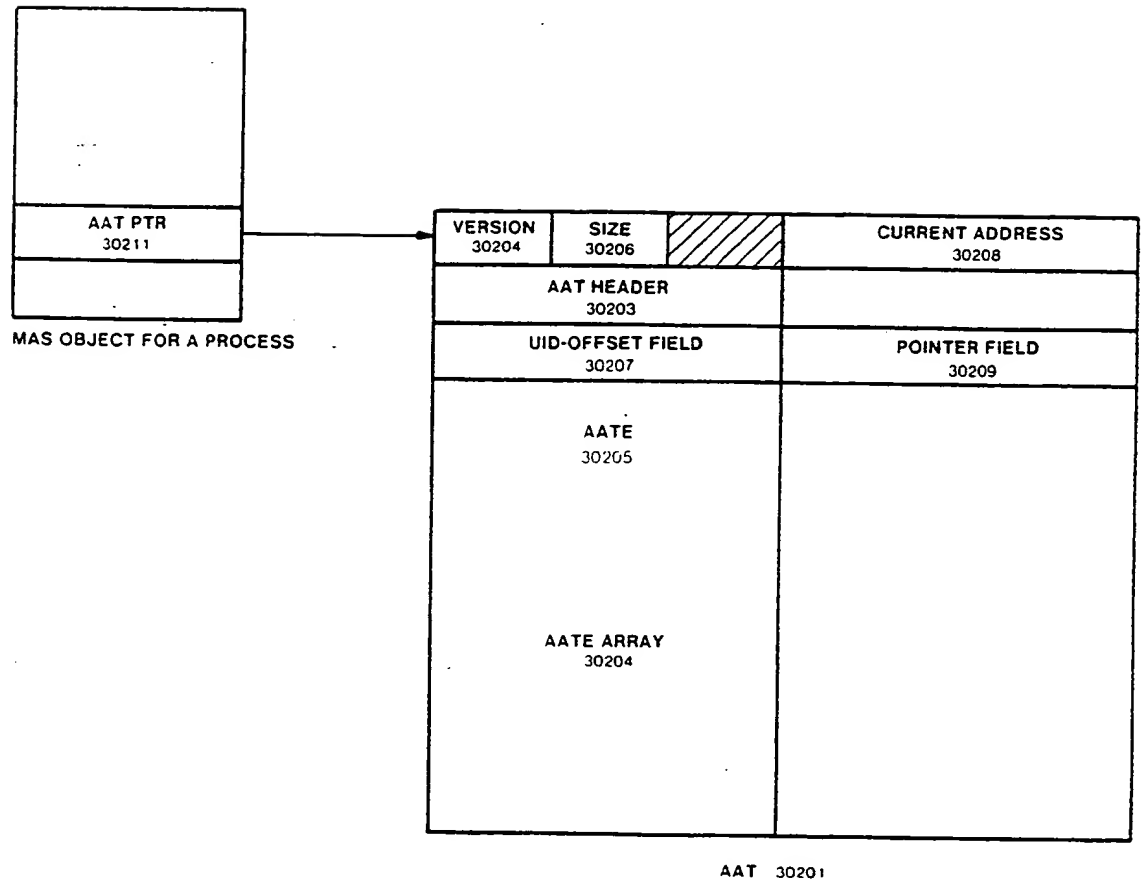 AAT PTR
30211
MAS OBJECT FOR A PROCESS
VERSION
30204
SIZE
30206
CURRENT ADDRESS
30208
AAT HEADER
30203
UID-OFFSET FIELD
30207
POINTER FIELD
30209
AATE
30205
AATE ARRAY
30204
AAT 30201